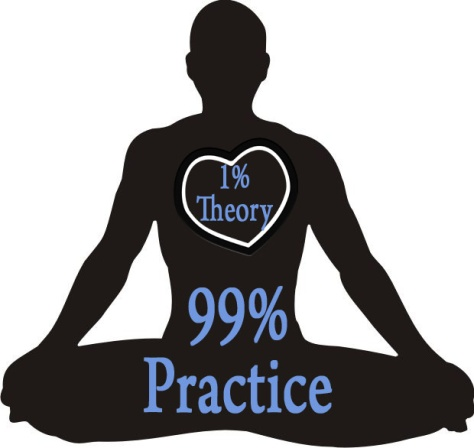 1%
Theory
99%
Practice